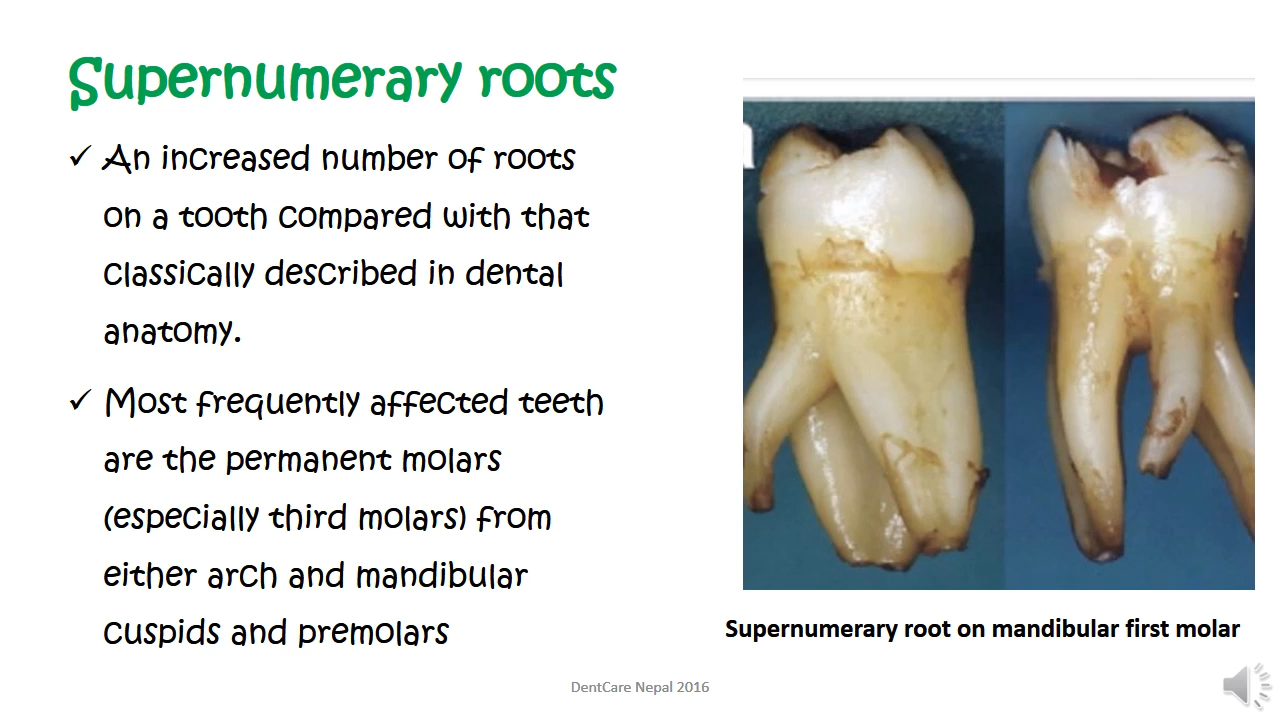 Supernumerary roots
✓ An increased number of roots
on a tooth compared with that
classically described in dental
anatomy.
✓ Most frequently affected teeth
are the permanent molars
(especially third molars) from
either arch and mandibular
cuspids and premolars
Supernumerary root on mandibular first molar
DentCare Nepal 2016